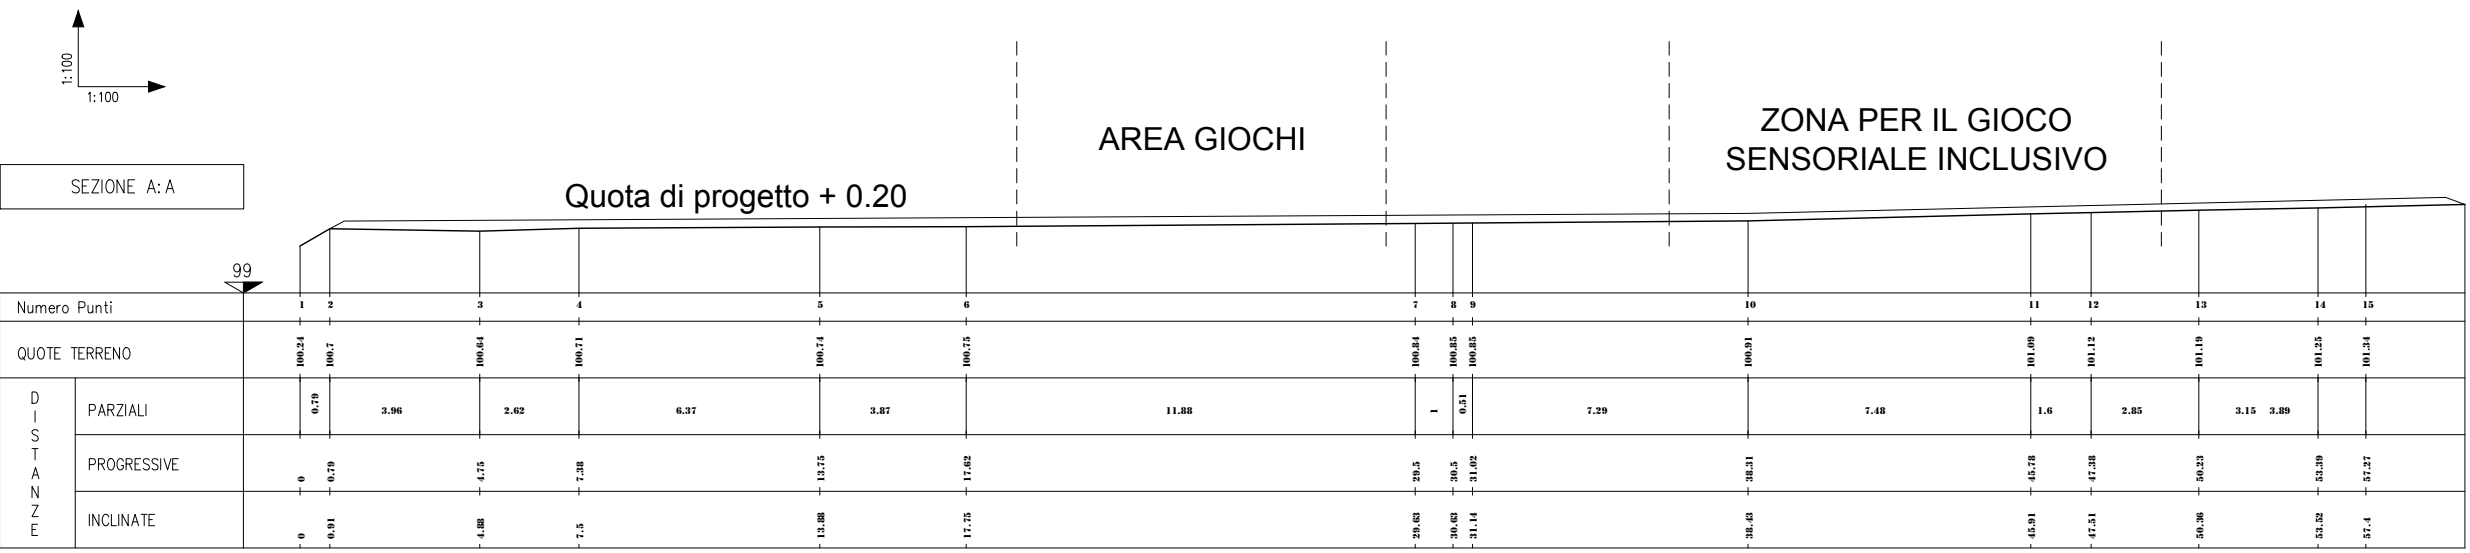 1:100
1:100
AREA GIOCHI
ZONA PER IL GIOCO
SENSORIALE INCLUSIVO
SEZIONE A:A
Quota di progetto + 0.20
99
Numero Punti 1 2 3 4 5 6 7 8 9 10 11 12 13 14 15
QUOTE TERRENO 100.24 100.7 100.64 100.71 100.74 100.75 100.84 100.85 100.85 100.91 101.09 101.12 101.19 101.25 101.34
DISTANZE
PARZIALI 0.79 3.96 2.62 6.37 3.87 11.88 1 0.51 7.29 7.48 1.6 2.85 3.15 3.89
PROGRESSIVE 0 0.79 4.75 7.38 13.75 17.62 29.5 30.5 31.02 38.31 45.78 47.38 50.23 53.39 57.27
INCLINATE 0 0.91 4.88 7.5 13.88 17.75 29.63 30.63 31.14 38.43 45.91 47.51 50.36 53.52 57.4